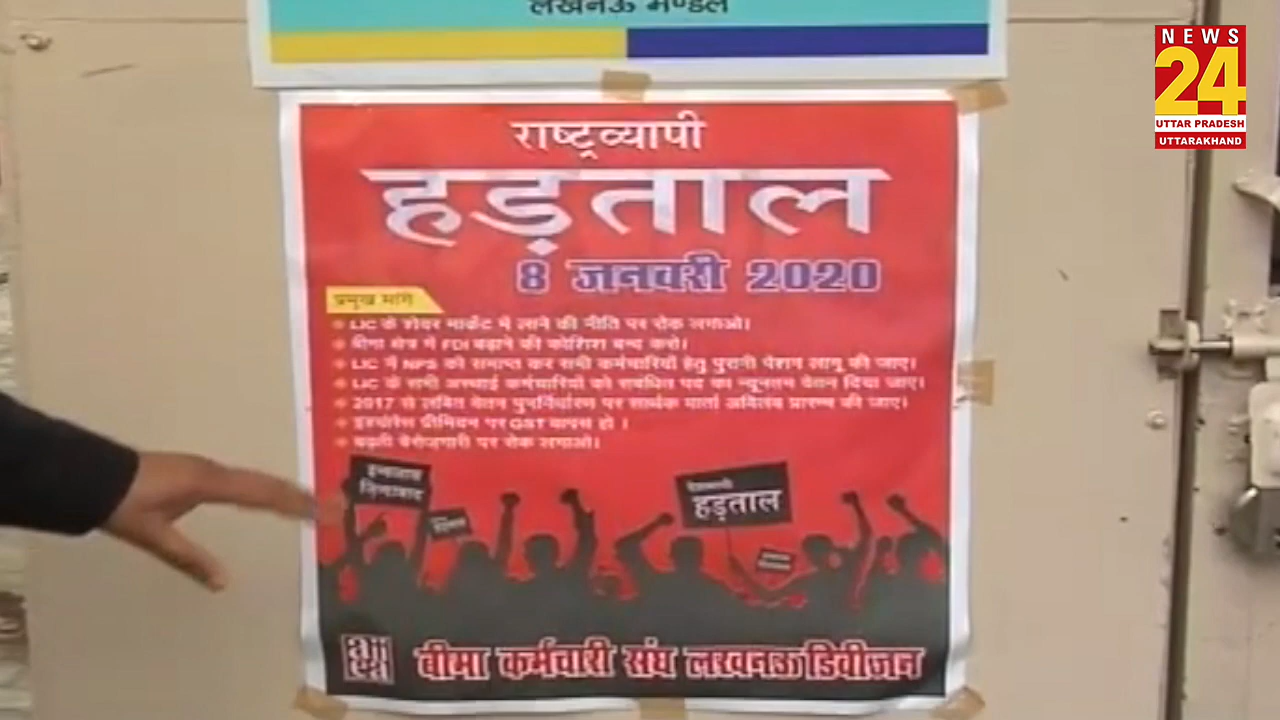 लखनऊ मण्डल
NEWS
24
UTTAR PRADESH
UTTARAKHAND
राष्ट्रव्यापी
हड़ताल
8 जनवरी 2020
प्रमुख मांगे
LIC के शेयर मार्केट में लाने की नीति पर रोक लगाओ।
बीमा क्षेत्र में FDI बढ़ाने की कोशिश बन्द करो।
LIC में NPS को समाप्त कर सभी कर्मचारियों हेतु पुरानी पेंशन लागू की जाए।
LIC के सभी अस्थाई कर्मचारियों को सबंधित पद का न्यूनतम वेतन दिया जाए।
2017 से लंबित वेतन पुनर्निर्धारण पर सार्थक वार्ता अविलंब प्रारम्भ की जाए।
इंश्योरेंस प्रीमियम पर GST वापस हो ।
बढ़ती बेरोजगारी पर रोक लगाओ।
इन्कलाब
जिन्दाबाद
हड़ताल
aiiea
बीमा कर्मचारी संघ लखनऊ डिवीजन